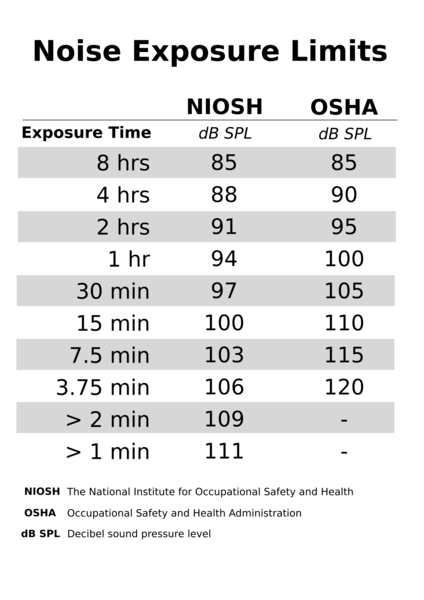 Noise Exposure Limits
NIOSH OSHA
Exposure Time dB SPL dB SPL
8 hrs 85 85
4 hrs 88 90
2 hrs 91 95
1 hr 94 100
30 min 97 105
15 min 100 110
7.5 min 103 115
3.75 min 106 120
> 2 min 109 -
> 1 min 111 -
NIOSH The National Institute for Occupational Safety and Health
OSHA Occupational Safety and Health Administration
dB SPL Decibel sound pressure level